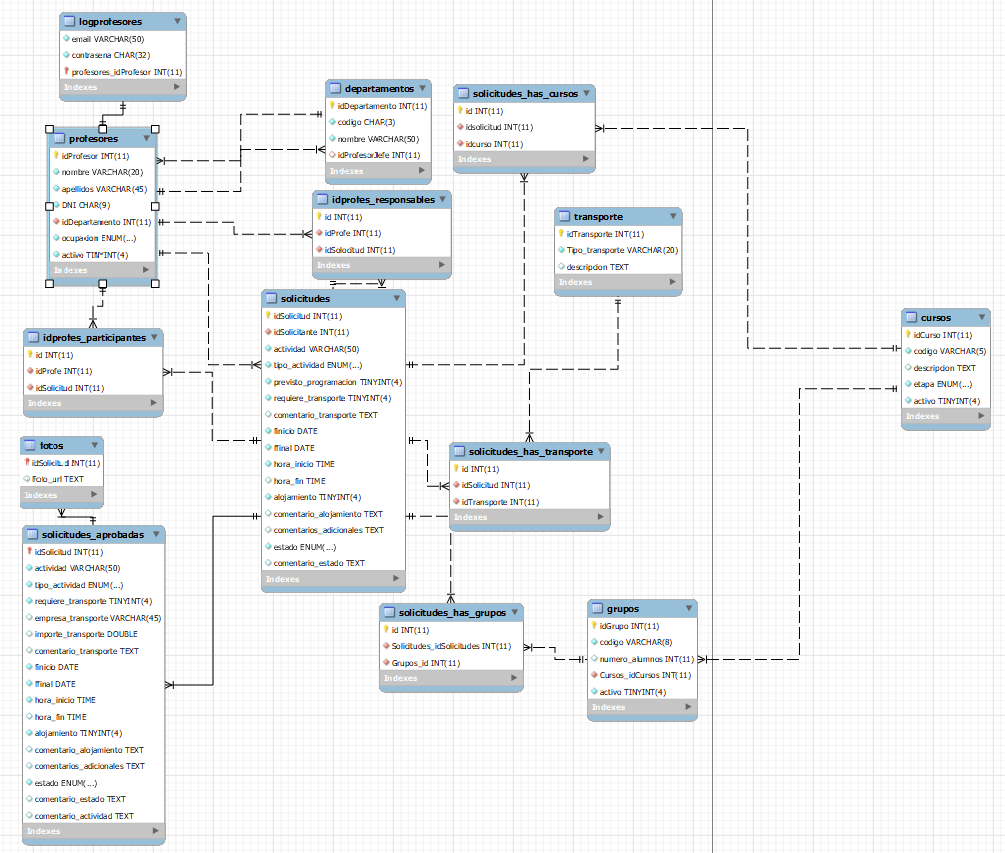 logprofesores
email VARCHAR(50)
contrasena CHAR(32)
profesores_idProfesor INT(11)
Indexes
profesores
idProfesor INT(11)
nombre VARCHAR(20)
apellidos VARCHAR(45)
DNI CHAR(9)
idDepartamento INT(11)
ocupacion ENUM(...)
activo TINYINT(4)
Indexes
departamentos
idDepartamento INT(11)
codigo CHAR(3)
nombre VARCHAR(50)
idProfesorJefe INT(11)
Indexes
solicitudes_has_cursos
id INT(11)
idsolicitud INT(11)
idcurso INT(11)
Indexes
idprofes_responsables
id INT(11)
idProfe INT(11)
idSolocitud INT(11)
Indexes
transporte
idTransporte INT(11)
Tipo_transporte VARCHAR(20)
descripcion TEXT
Indexes
solicitudes
idSolicitud INT(11)
idSolicitante INT(11)
actividad VARCHAR(50)
tipo_actividad ENUM(...)
previsto_programacion TINYINT(4)
requiere_transporte TINYINT(4)
comentario_transporte TEXT
finicio DATE
ffinal DATE
hora_inicio TIME
hora_fin TIME
alojamiento TINYINT(4)
comentario_alojamiento TEXT
comentarios_adicionales TEXT
estado ENUM(...)
comentario_estado TEXT
Indexes
cursos
idCurso INT(11)
codigo VARCHAR(5)
descripcion TEXT
etapa ENUM(...)
activo TINYINT(4)
Indexes
idprofes_participantes
id INT(11)
idProfe INT(11)
idSolicitud INT(11)
Indexes
fotos
idSolicitud INT(11)
Foto_url TEXT
Indexes
solicitudes_has_transporte
id INT(11)
idSolicitud INT(11)
idTransporte INT(11)
Indexes
solicitudes_aprobadas
idSolicitud INT(11)
actividad VARCHAR(50)
tipo_actividad ENUM(...)
requiere_transporte TINYINT(4)
empresa_transporte VARCHAR(45)
importe_transporte DOUBLE
comentario_transporte TEXT
finicio DATE
ffinal DATE
hora_inicio TIME
hora_fin TIME
alojamiento TINYINT(4)
comentario_alojamiento TEXT
comentarios_adicionales TEXT
estado ENUM(...)
comentario_estado TEXT
comentario_actividad TEXT
Indexes
solicitudes_has_grupos
id INT(11)
Solicitudes_idSolicitudes INT(11)
Grupos_id INT(11)
Indexes
grupos
idGrupo INT(11)
codigo VARCHAR(8)
numero_alumnos INT(11)
Cursos_idCursos INT(11)
activo TINYINT(4)
Indexes